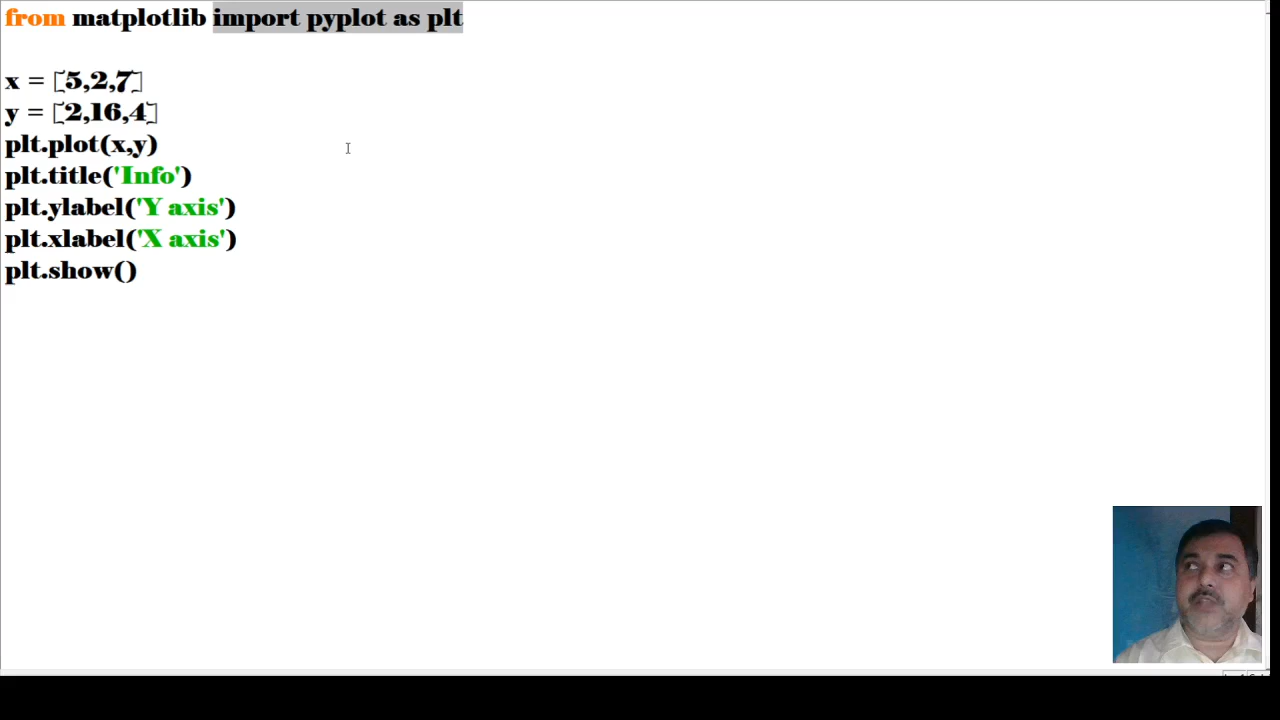 from matplotlib import pyplot as plt
x = [5,2,7]
y = [2,16,4]
plt.plot(x,y)
plt.title('Info')
plt.ylabel('Y axis')
plt.xlabel('X axis')
plt.show()